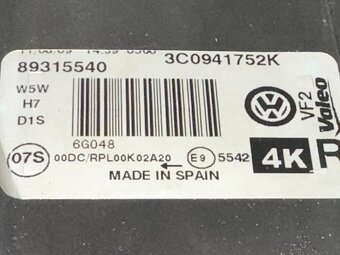 89315540 3C0941752K
W5W
H7
D1S
VF2
Valeo
6G048
07S 00DC/RPL00K02A20 E9 5542 4K R
MADE IN SPAIN